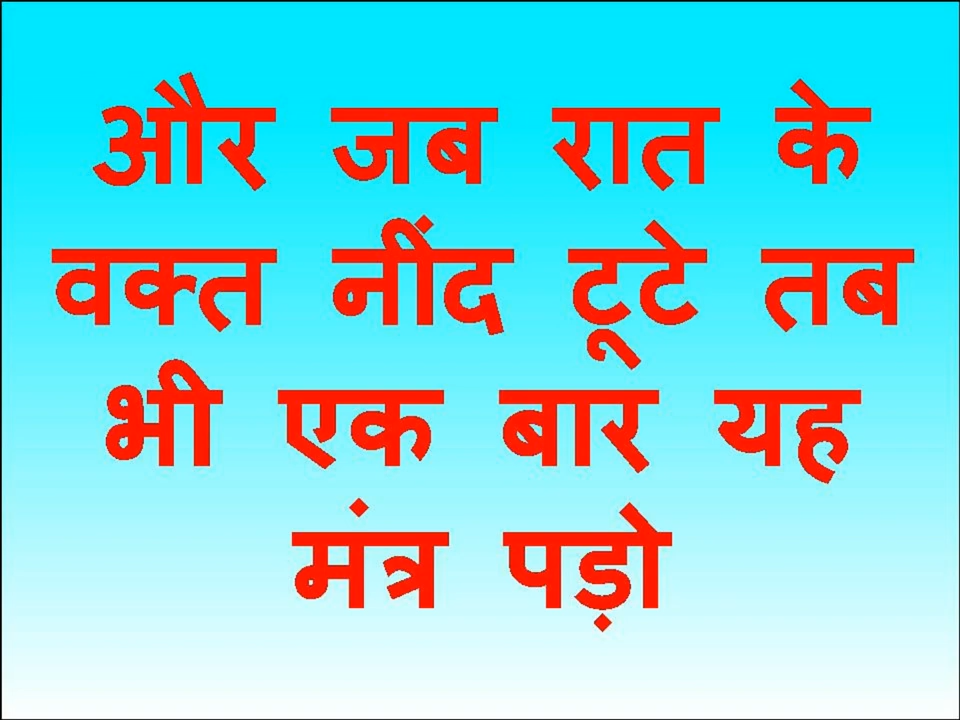 और जब रात के
वक्त नींद टूटे तब
भी एक बार यह
मंत्र पड़ो